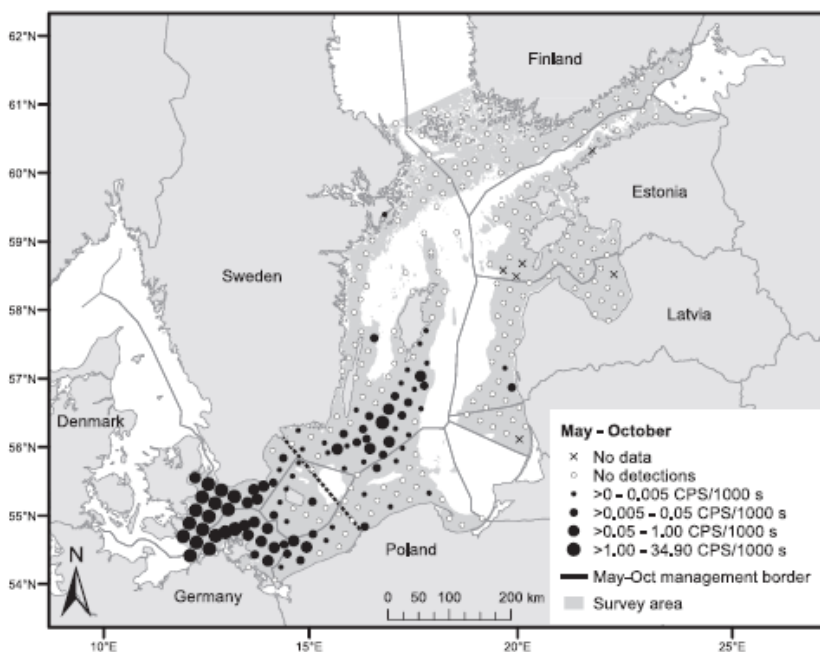 62°N
61°N
60°N
59°N
58°N
57°N
56°N
55°N
54°N
Finland
Estonia
Sweden
Latvia
Denmark
Poland
Germany
N
0 50 100 200 km
May – October
No data
No detections
>0 – 0.005 CPS/1000 s
>0.005 – 0.05 CPS/1000 s
>0.05 – 1.00 CPS/1000 s
>1.00 – 34.90 CPS/1000 s
May–Oct management border
Survey area
10°E 15°E 20°E 25°E